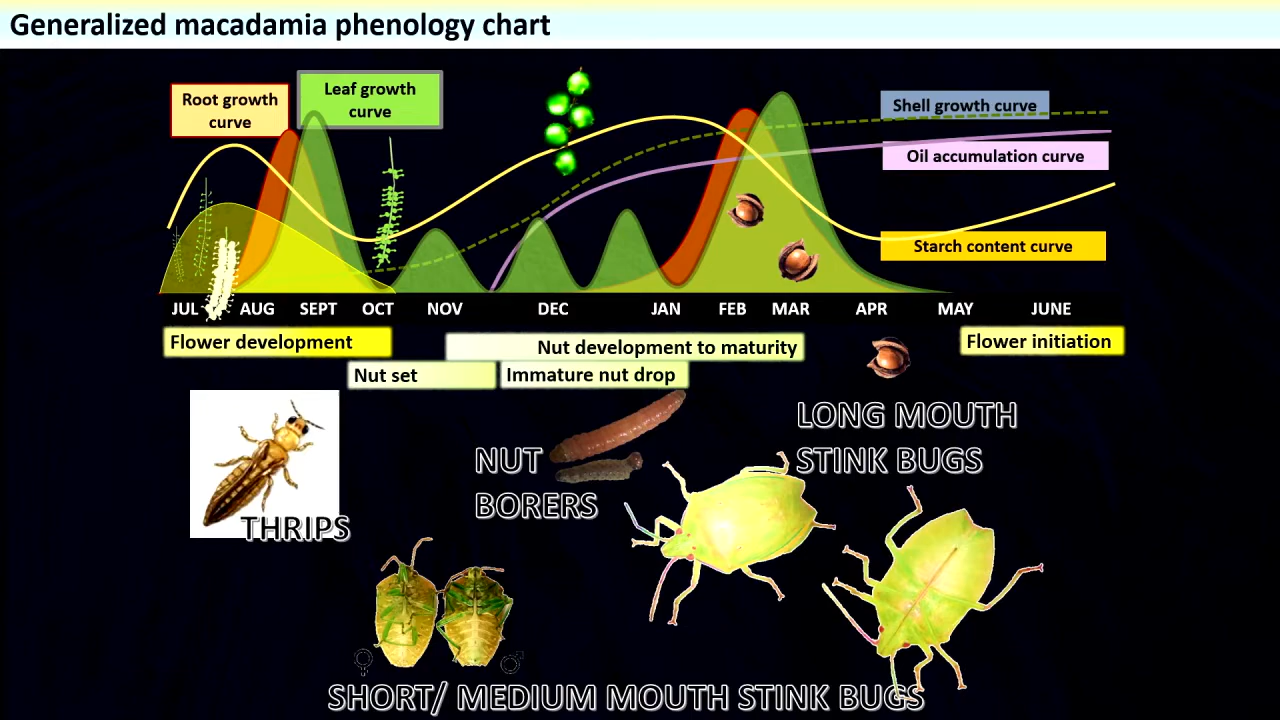 Generalized macadamia phenology chart
Root growth
curve
Leaf growth
curve
Shell growth curve
Oil accumulation curve
Starch content curve
JUL AUG SEPT OCT NOV DEC JAN FEB MAR APR MAY JUNE
Flower development
Nut development to maturity
Flower initiation
Nut set
Immature nut drop
LONG MOUTH
STINK BUGS
NUT
BORERS
THRIPS
♀ ♂
SHORT/ MEDIUM MOUTH STINK BUGS